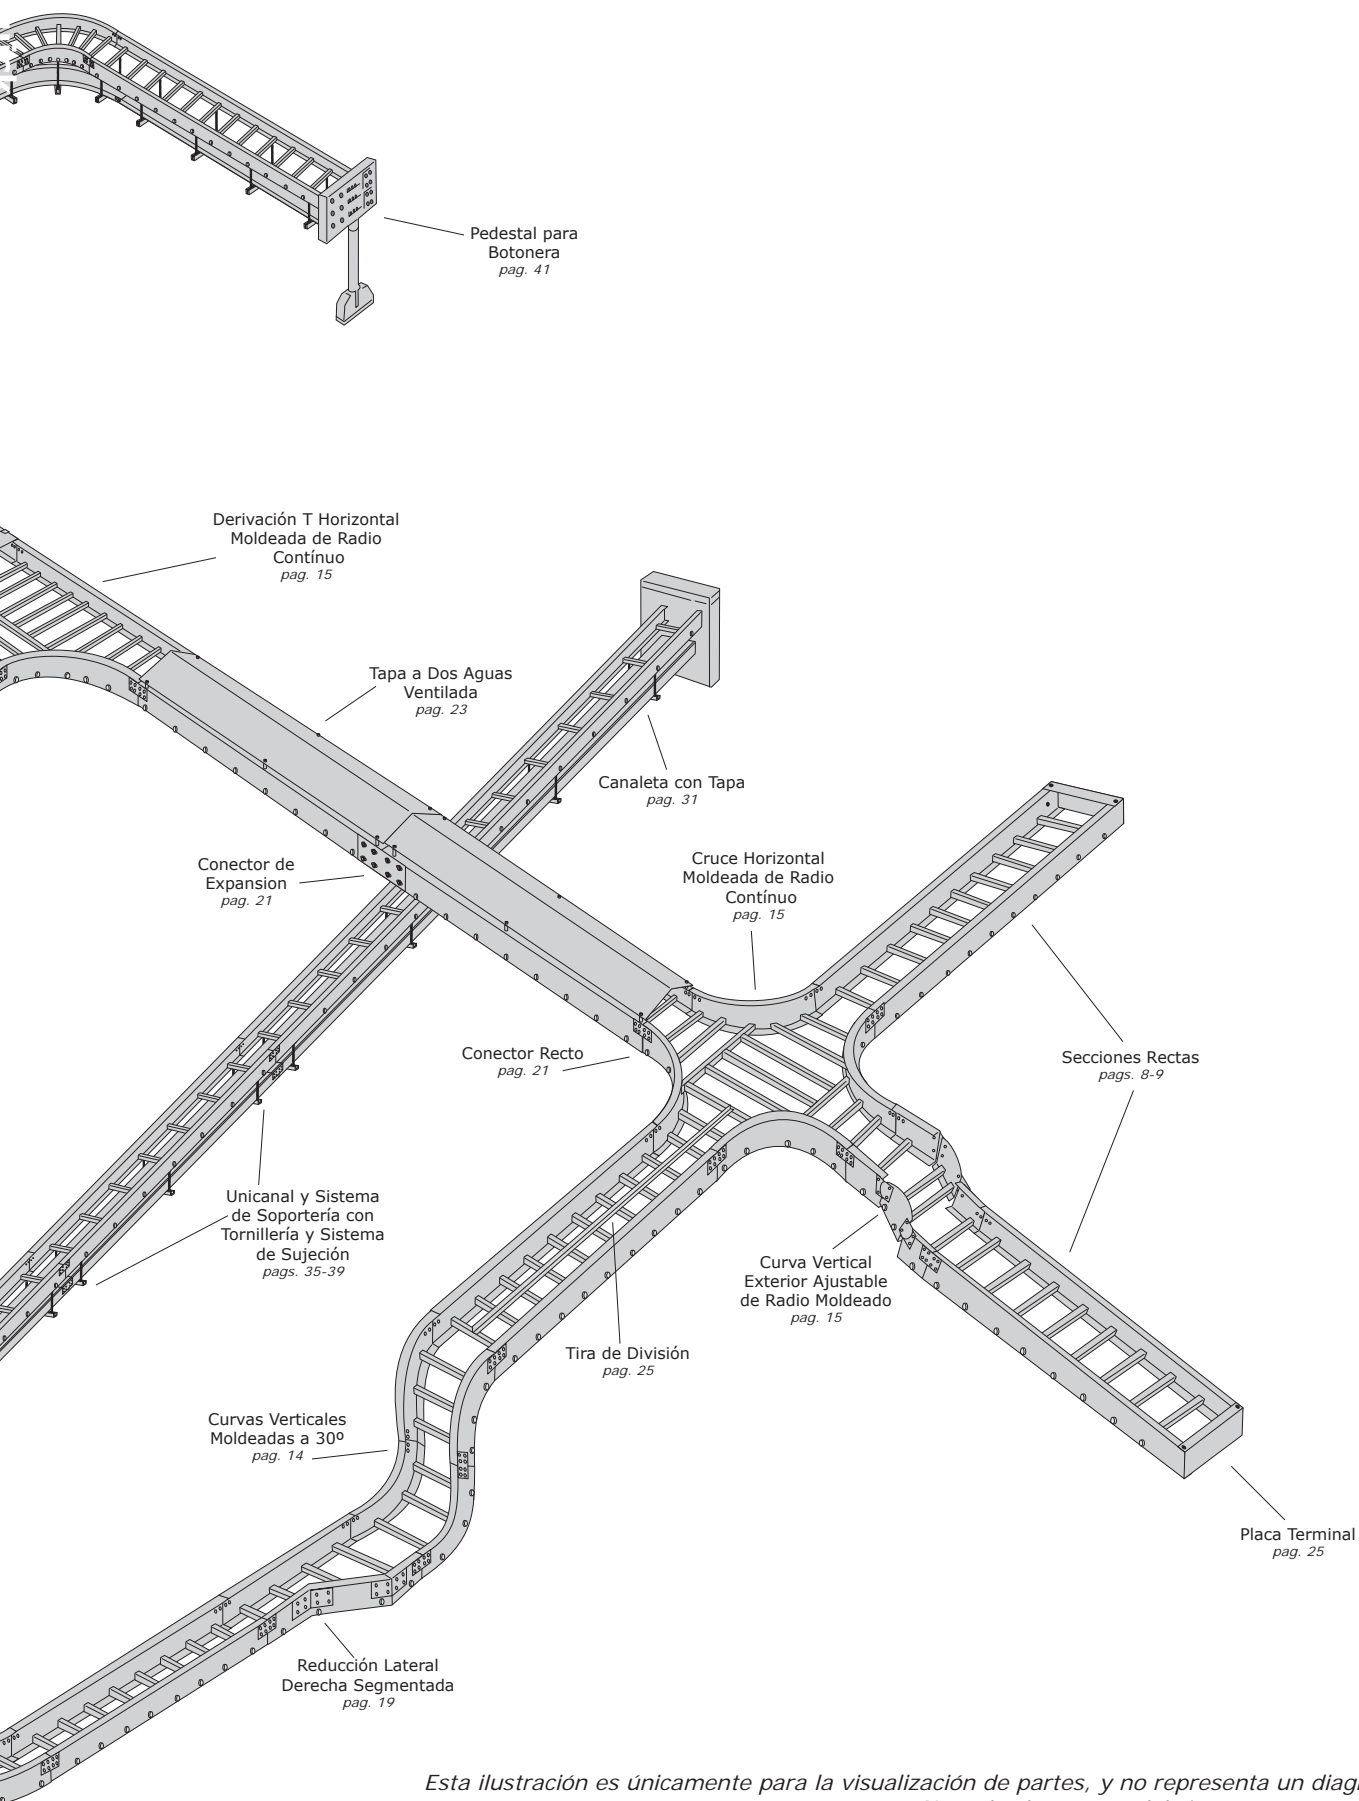 Pedestal para
Botonera
pag. 41
Derivación T Horizontal
Moldeada de Radio
Contínuo
pag. 15
Tapa a Dos Aguas
Ventilada
pag. 23
Canaleta con Tapa
pag. 31
Conector de
Expansion
pag. 21
Cruce Horizontal
Moldeada de Radio
Contínuo
pag. 15
Conector Recto
pag. 21
Secciones Rectas
pags. 8-9
Unicanal y Sistema
de Soportería con
Tornillería y Sistema
de Sujeción
pags. 35-39
Curva Vertical
Exterior Ajustable
de Radio Moldeado
pag. 15
Tira de División
pag. 25
Curvas Verticales
Moldeadas a 30º
pag. 14
Placa Terminal
pag. 25
Reducción Lateral
Derecha Segmentada
pag. 19
Esta ilustración es únicamente para la visualización de partes, y no representa un